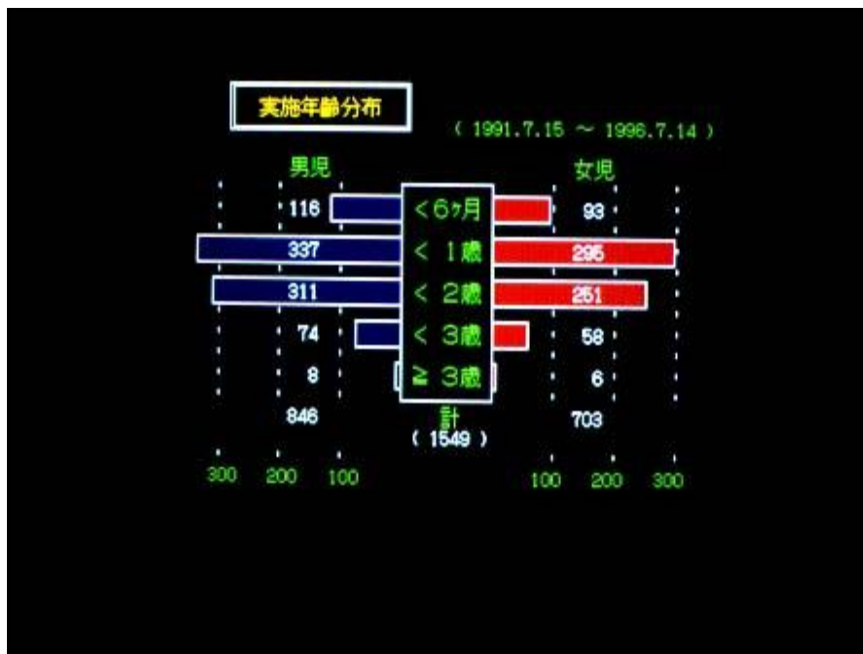 実施年齢分布
( 1991.7.15 ～ 1996.7.14 )
男児 女児
116 <6ヶ月 93
337 < 1歳 295
311 < 2歳 251
74 < 3歳 58
8 ≧ 3歳 6
846 計 703
( 1549 )
300 200 100 100 200 300